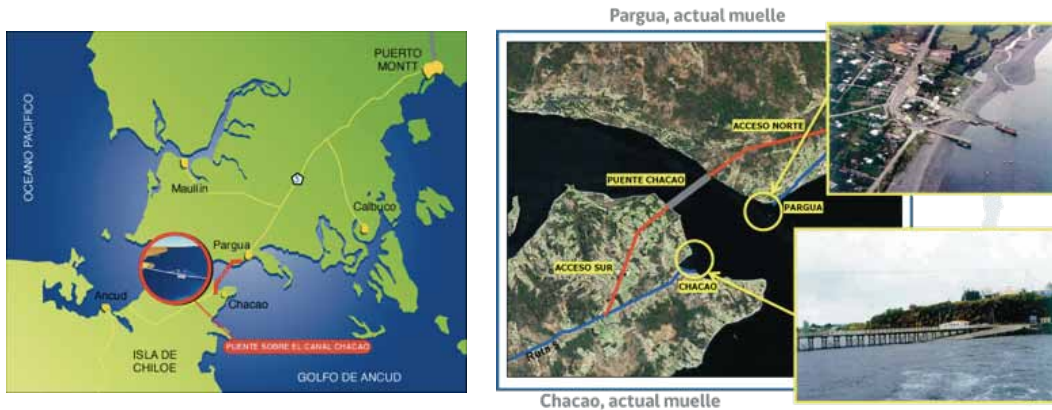 Pargua, actual muelle
OCEANO PACIFICO
PUERTO
MONTT
Maullín
5
Calbuco
Pargua
Ancud
Chacao
PUENTE SOBRE EL CANAL CHACAO
ISLA DE
CHILOE
GOLFO DE ANCUD
ACCESO NORTE
PUENTE CHACAO
PARGUA
ACCESO SUR
CHACAO
Ruta 5
Chacao, actual muelle